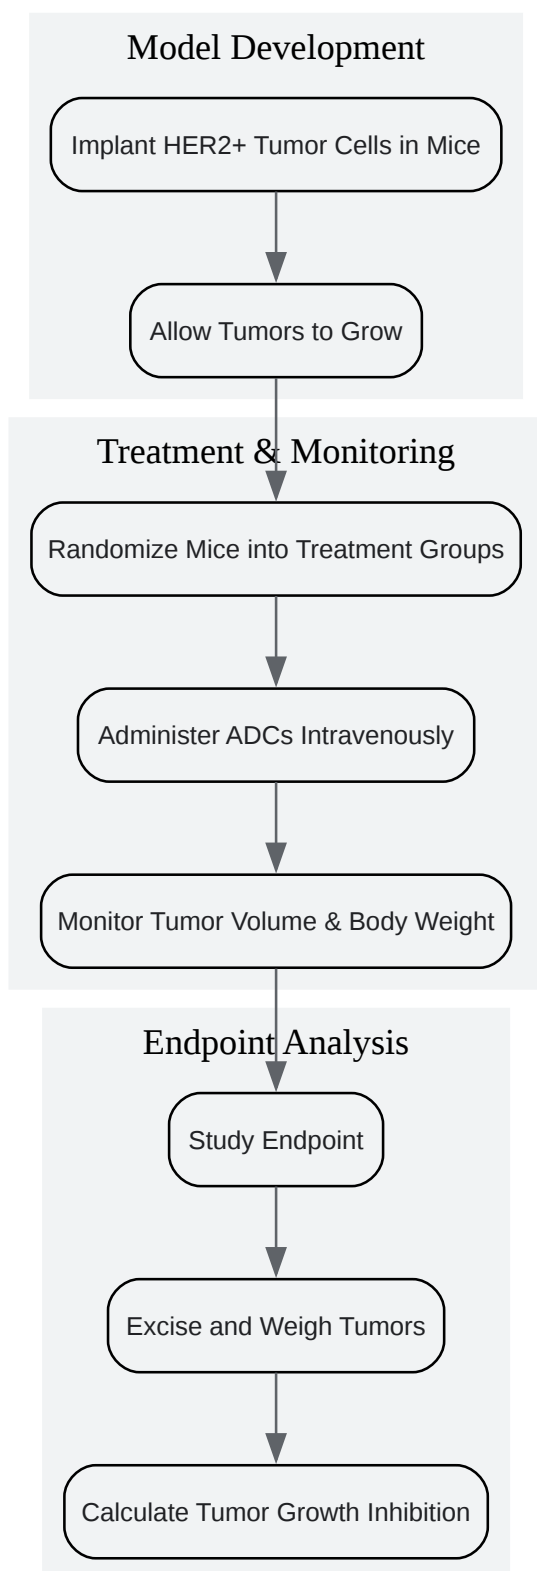 Model Development
Implant HER2+ Tumor Cells in Mice
Allow Tumors to Grow
Treatment & Monitoring
Randomize Mice into Treatment Groups
Administer ADCs Intravenously
Monitor Tumor Volume & Body Weight
Endpoint Analysis
Study Endpoint
Excise and Weigh Tumors
Calculate Tumor Growth Inhibition